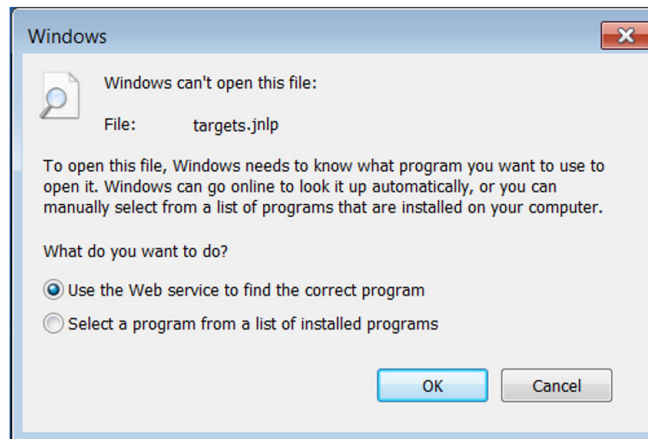 Windows
Windows can't open this file:
File: targets.jnlp
To open this file, Windows needs to know what program you want to use to
open it. Windows can go online to look it up automatically, or you can
manually select from a list of programs that are installed on your computer.
What do you want to do?
Use the Web service to find the correct program
Select a program from a list of installed programs
OK Cancel